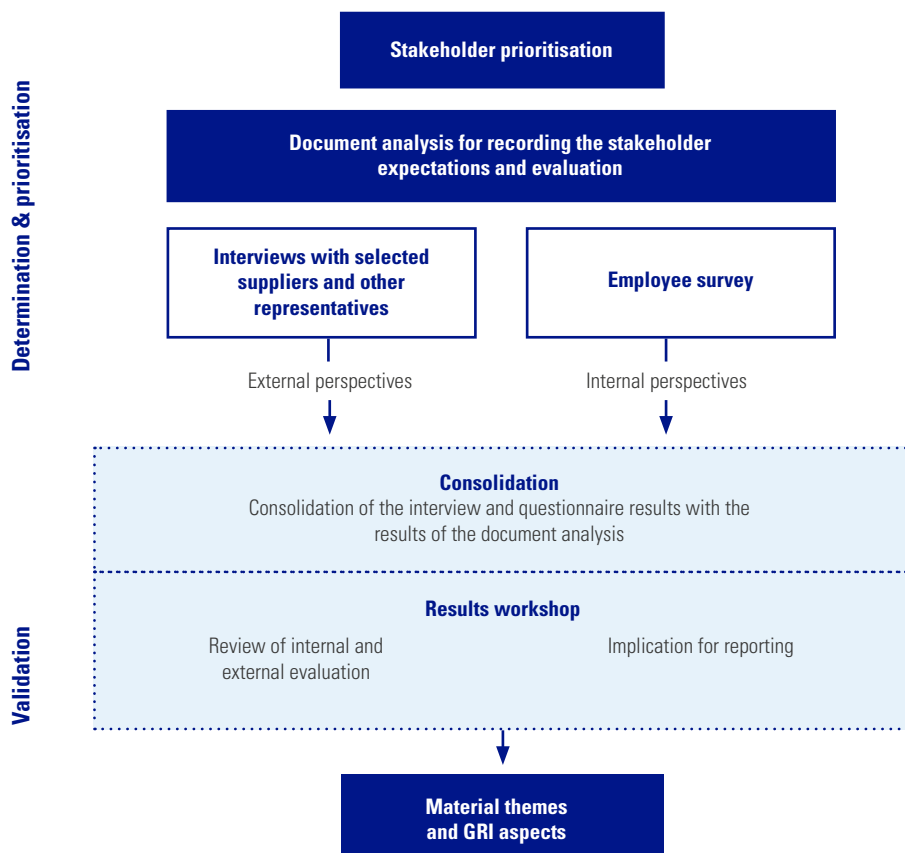 Determination & prioritisation
Stakeholder prioritisation
Document analysis for recording the stakeholder
expectations and evaluation
Interviews with selected
suppliers and other
representatives
Employee survey
External perspectives
Internal perspectives
Consolidation
Consolidation of the interview and questionnaire results with the
results of the document analysis
Validation
Results workshop
Review of internal and
external evaluation
Implication for reporting
Material themes
and GRI aspects